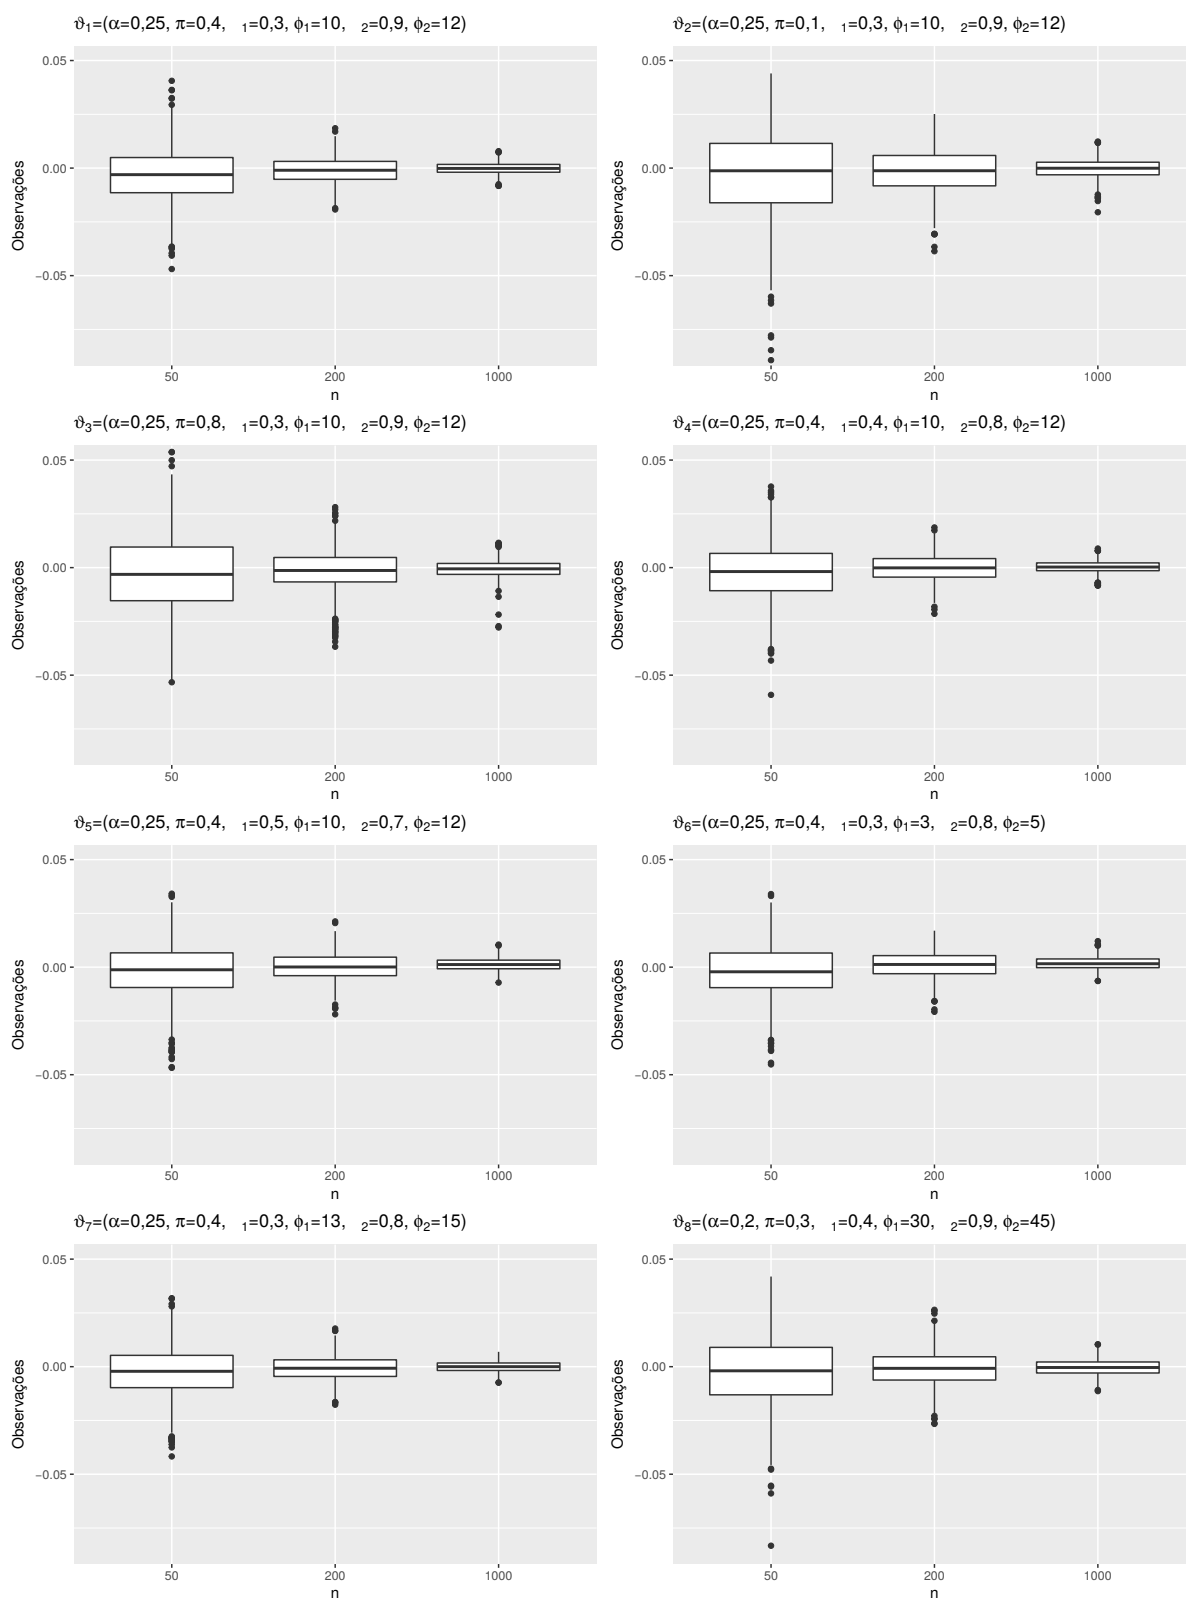 ϑ₁=(α=0,25, π=0,4, ₁=0,3, ϕ₁=10, ₂=0,9, ϕ₂=12)
0.05
0.00
−0.05
Observações
50 200 1000
n
ϑ₂=(α=0,25, π=0,1, ₁=0,3, ϕ₁=10, ₂=0,9, ϕ₂=12)
0.05
0.00
−0.05
Observações
50 200 1000
n
ϑ₃=(α=0,25, π=0,8, ₁=0,3, ϕ₁=10, ₂=0,9, ϕ₂=12)
0.05
0.00
−0.05
Observações
50 200 1000
n
ϑ₄=(α=0,25, π=0,4, ₁=0,4, ϕ₁=10, ₂=0,8, ϕ₂=12)
0.05
0.00
−0.05
Observações
50 200 1000
n
ϑ₅=(α=0,25, π=0,4, ₁=0,5, ϕ₁=10, ₂=0,7, ϕ₂=12)
0.05
0.00
−0.05
Observações
50 200 1000
n
ϑ₆=(α=0,25, π=0,4, ₁=0,3, ϕ₁=3, ₂=0,8, ϕ₂=5)
0.05
0.00
−0.05
Observações
50 200 1000
n
ϑ₇=(α=0,25, π=0,4, ₁=0,3, ϕ₁=13, ₂=0,8, ϕ₂=15)
0.05
0.00
−0.05
Observações
50 200 1000
n
ϑ₈=(α=0,2, π=0,3, ₁=0,4, ϕ₁=30, ₂=0,9, ϕ₂=45)
0.05
0.00
−0.05
Observações
50 200 1000
n